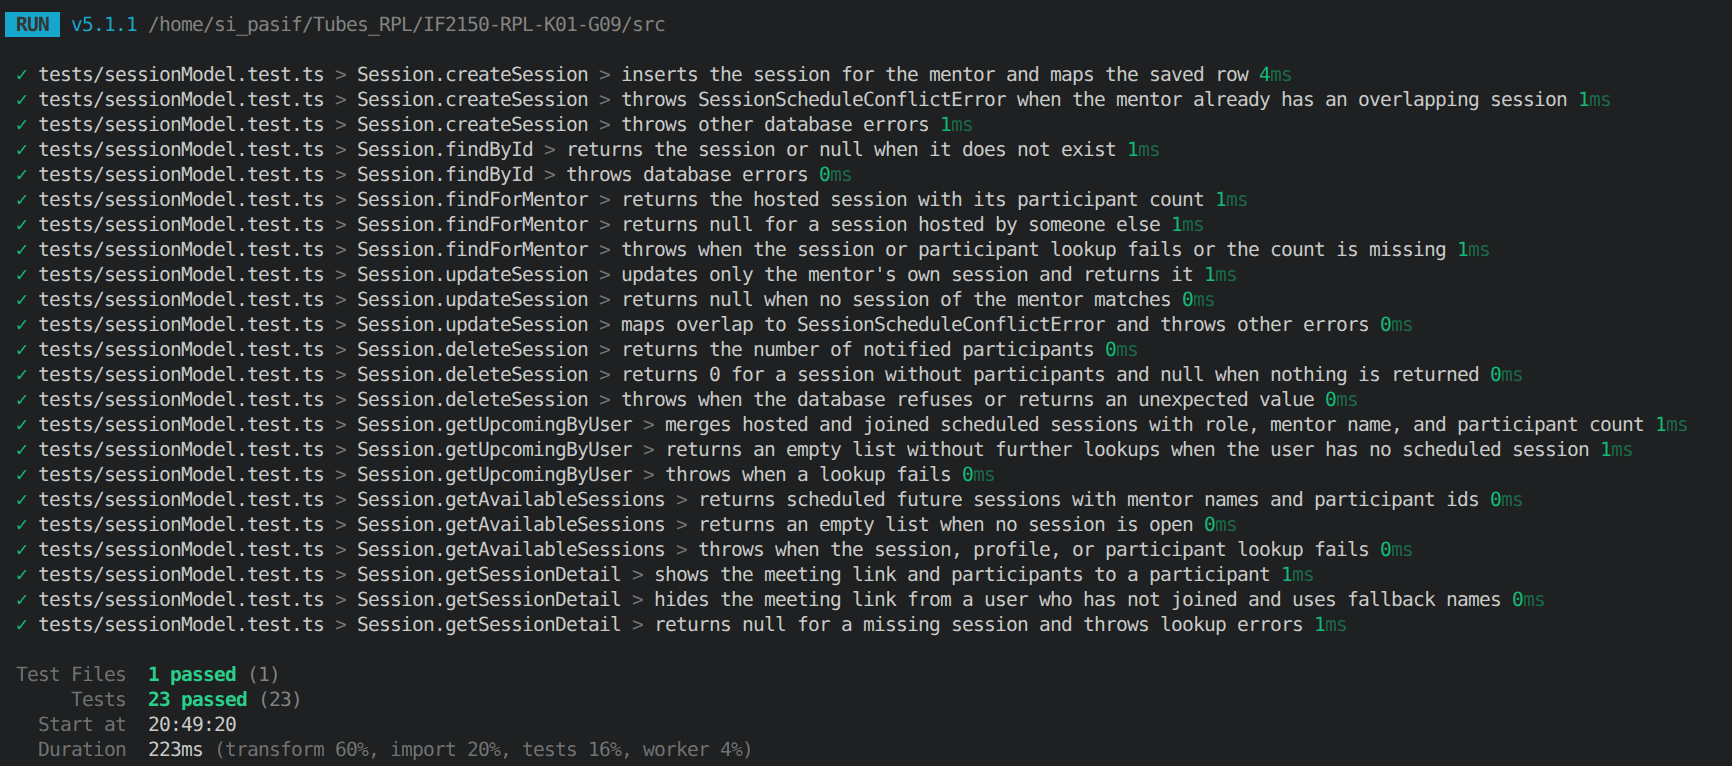 RUN v5.1.1 /home/si_pasif/Tubes_RPL/IF2150-RPL-K01-G09/src
✓ tests/sessionModel.test.ts > Session.createSession > inserts the session for the mentor and maps the saved row 4ms
✓ tests/sessionModel.test.ts > Session.createSession > throws SessionScheduleConflictError when the mentor already has an overlapping session 1ms
✓ tests/sessionModel.test.ts > Session.createSession > throws other database errors 1ms
✓ tests/sessionModel.test.ts > Session.findById > returns the session or null when it does not exist 1ms
✓ tests/sessionModel.test.ts > Session.findById > throws database errors 0ms
✓ tests/sessionModel.test.ts > Session.findForMentor > returns the hosted session with its participant count 1ms
✓ tests/sessionModel.test.ts > Session.findForMentor > returns null for a session hosted by someone else 1ms
✓ tests/sessionModel.test.ts > Session.findForMentor > throws when the session or participant lookup fails or the count is missing 1ms
✓ tests/sessionModel.test.ts > Session.updateSession > updates only the mentor's own session and returns it 1ms
✓ tests/sessionModel.test.ts > Session.updateSession > returns null when no session of the mentor matches 0ms
✓ tests/sessionModel.test.ts > Session.updateSession > maps overlap to SessionScheduleConflictError and throws other errors 0ms
✓ tests/sessionModel.test.ts > Session.deleteSession > returns the number of notified participants 0ms
✓ tests/sessionModel.test.ts > Session.deleteSession > returns 0 for a session without participants and null when nothing is returned 0ms
✓ tests/sessionModel.test.ts > Session.deleteSession > throws when the database refuses or returns an unexpected value 0ms
✓ tests/sessionModel.test.ts > Session.getUpcomingByUser > merges hosted and joined scheduled sessions with role, mentor name, and participant count 1ms
✓ tests/sessionModel.test.ts > Session.getUpcomingByUser > returns an empty list without further lookups when the user has no scheduled session 1ms
✓ tests/sessionModel.test.ts > Session.getUpcomingByUser > throws when a lookup fails 0ms
✓ tests/sessionModel.test.ts > Session.getAvailableSessions > returns scheduled future sessions with mentor names and participant ids 0ms
✓ tests/sessionModel.test.ts > Session.getAvailableSessions > returns an empty list when no session is open 0ms
✓ tests/sessionModel.test.ts > Session.getAvailableSessions > throws when the session, profile, or participant lookup fails 0ms
✓ tests/sessionModel.test.ts > Session.getSessionDetail > shows the meeting link and participants to a participant 1ms
✓ tests/sessionModel.test.ts > Session.getSessionDetail > hides the meeting link from a user who has not joined and uses fallback names 0ms
✓ tests/sessionModel.test.ts > Session.getSessionDetail > returns null for a missing session and throws lookup errors 1ms
Test Files 1 passed (1)
Tests 23 passed (23)
Start at 20:49:20
Duration 223ms (transform 60%, import 20%, tests 16%, worker 4%)